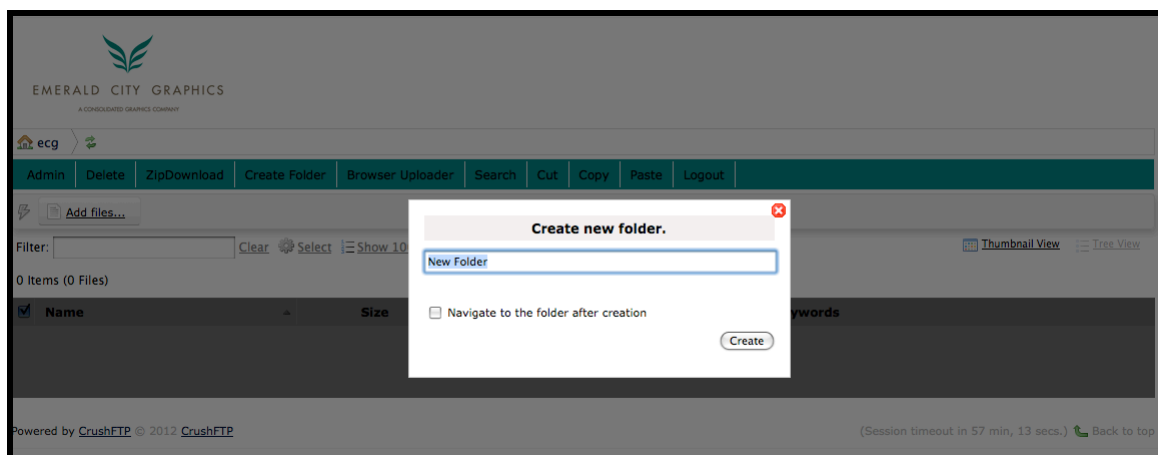 EMERALD CITY GRAPHICS
A CONSOLIDATED GRAPHICS COMPANY
ecg
Admin Delete ZipDownload Create Folder Browser Uploader Search Cut Copy Paste Logout
Add files...
Create new folder.
Filter: Clear Select Show 10 Thumbnail View Tree View
New Folder
0 Items (0 Files)
Name Size ywords
Navigate to the folder after creation
Create
Powered by CrushFTP © 2012 CrushFTP (Session timeout in 57 min, 13 secs.) Back to top